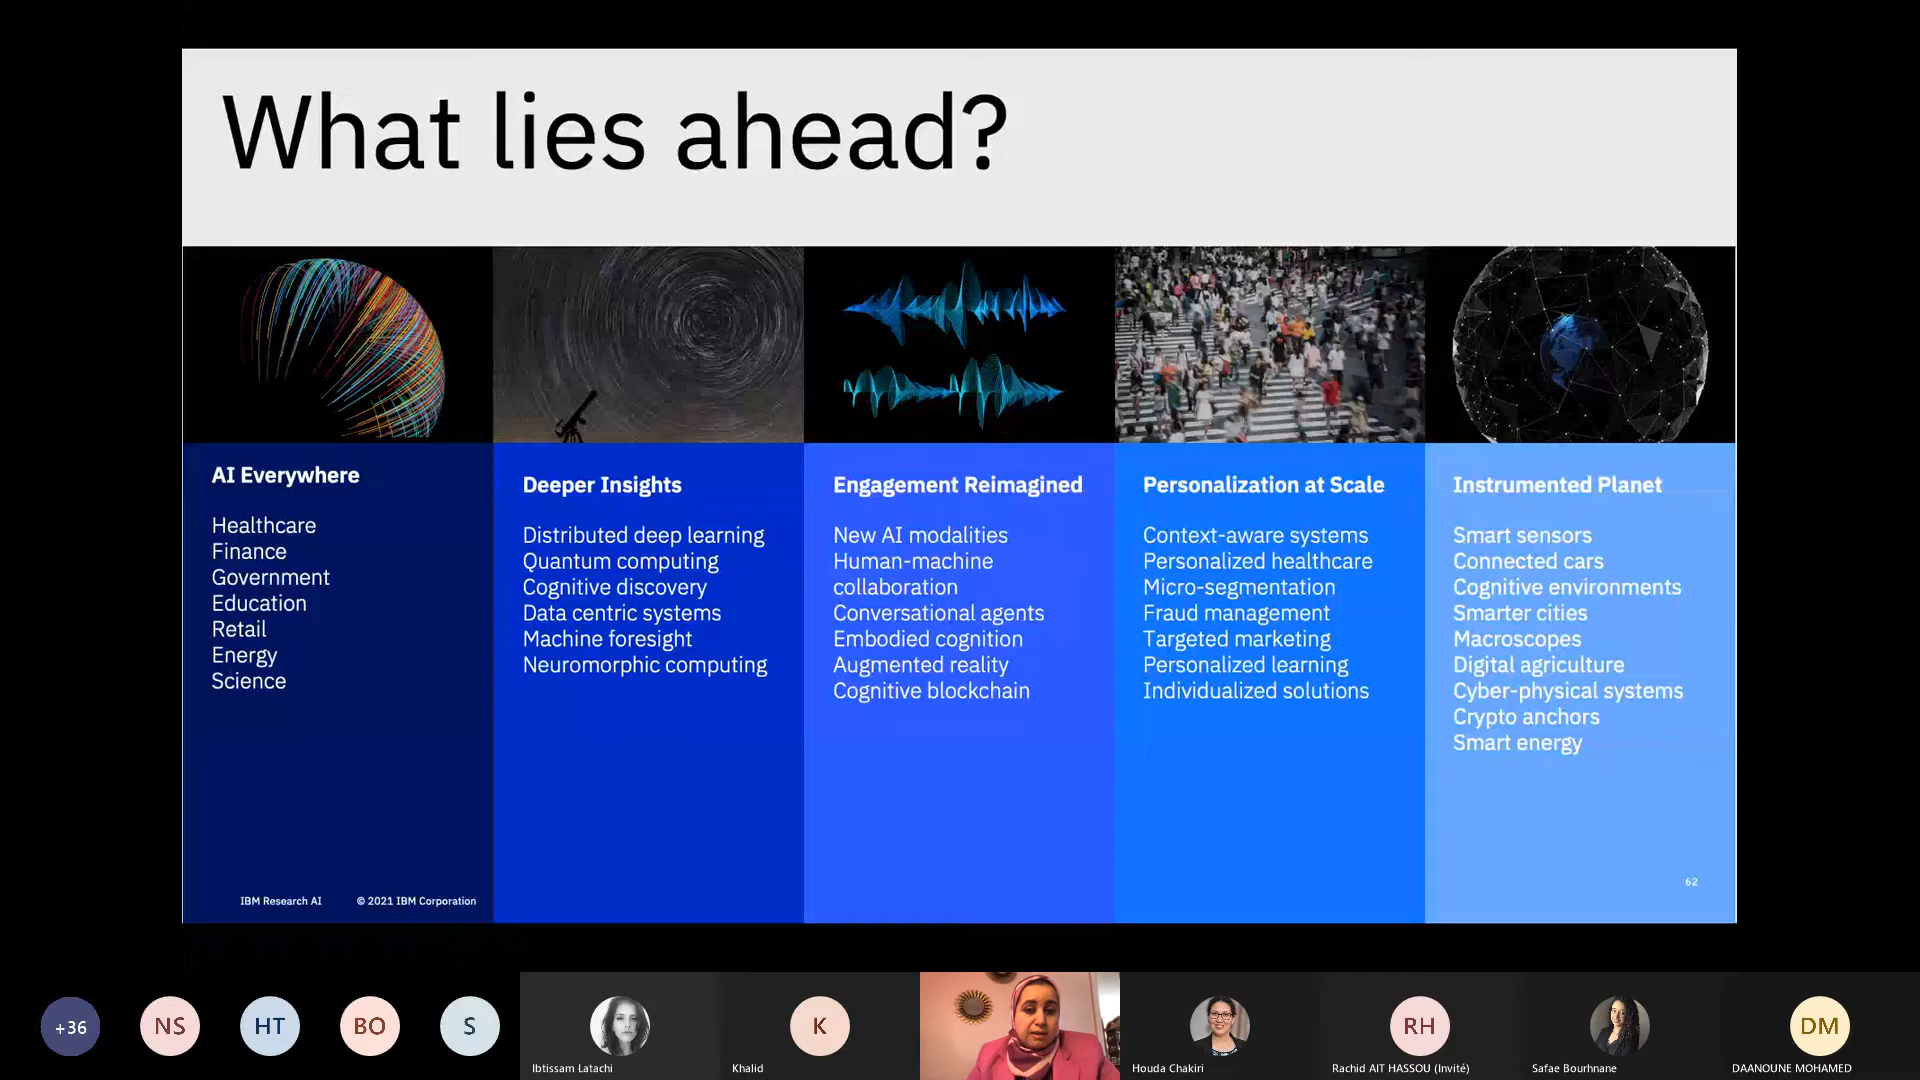 What lies ahead?
AI Everywhere
Healthcare
Finance
Government
Education
Retail
Energy
Science
Deeper Insights
Distributed deep learning
Quantum computing
Cognitive discovery
Data centric systems
Machine foresight
Neuromorphic computing
Engagement Reimagined
New AI modalities
Human-machine
collaboration
Conversational agents
Embodied cognition
Augmented reality
Cognitive blockchain
Personalization at Scale
Context-aware systems
Personalized healthcare
Micro-segmentation
Fraud management
Targeted marketing
Personalized learning
Individualized solutions
Instrumented Planet
Smart sensors
Connected cars
Cognitive environments
Smarter cities
Macroscopes
Digital agriculture
Cyber-physical systems
Crypto anchors
Smart energy
62
IBM Research AI © 2021 IBM Corporation
+36
NS
HT
BO
S
Ibtissam Latachi
K
Khalid
Houda Chakiri
RH
Rachid AIT HASSOU (Invité)
Safae Bourhnane
DM
DAANOUNE MOHAMED